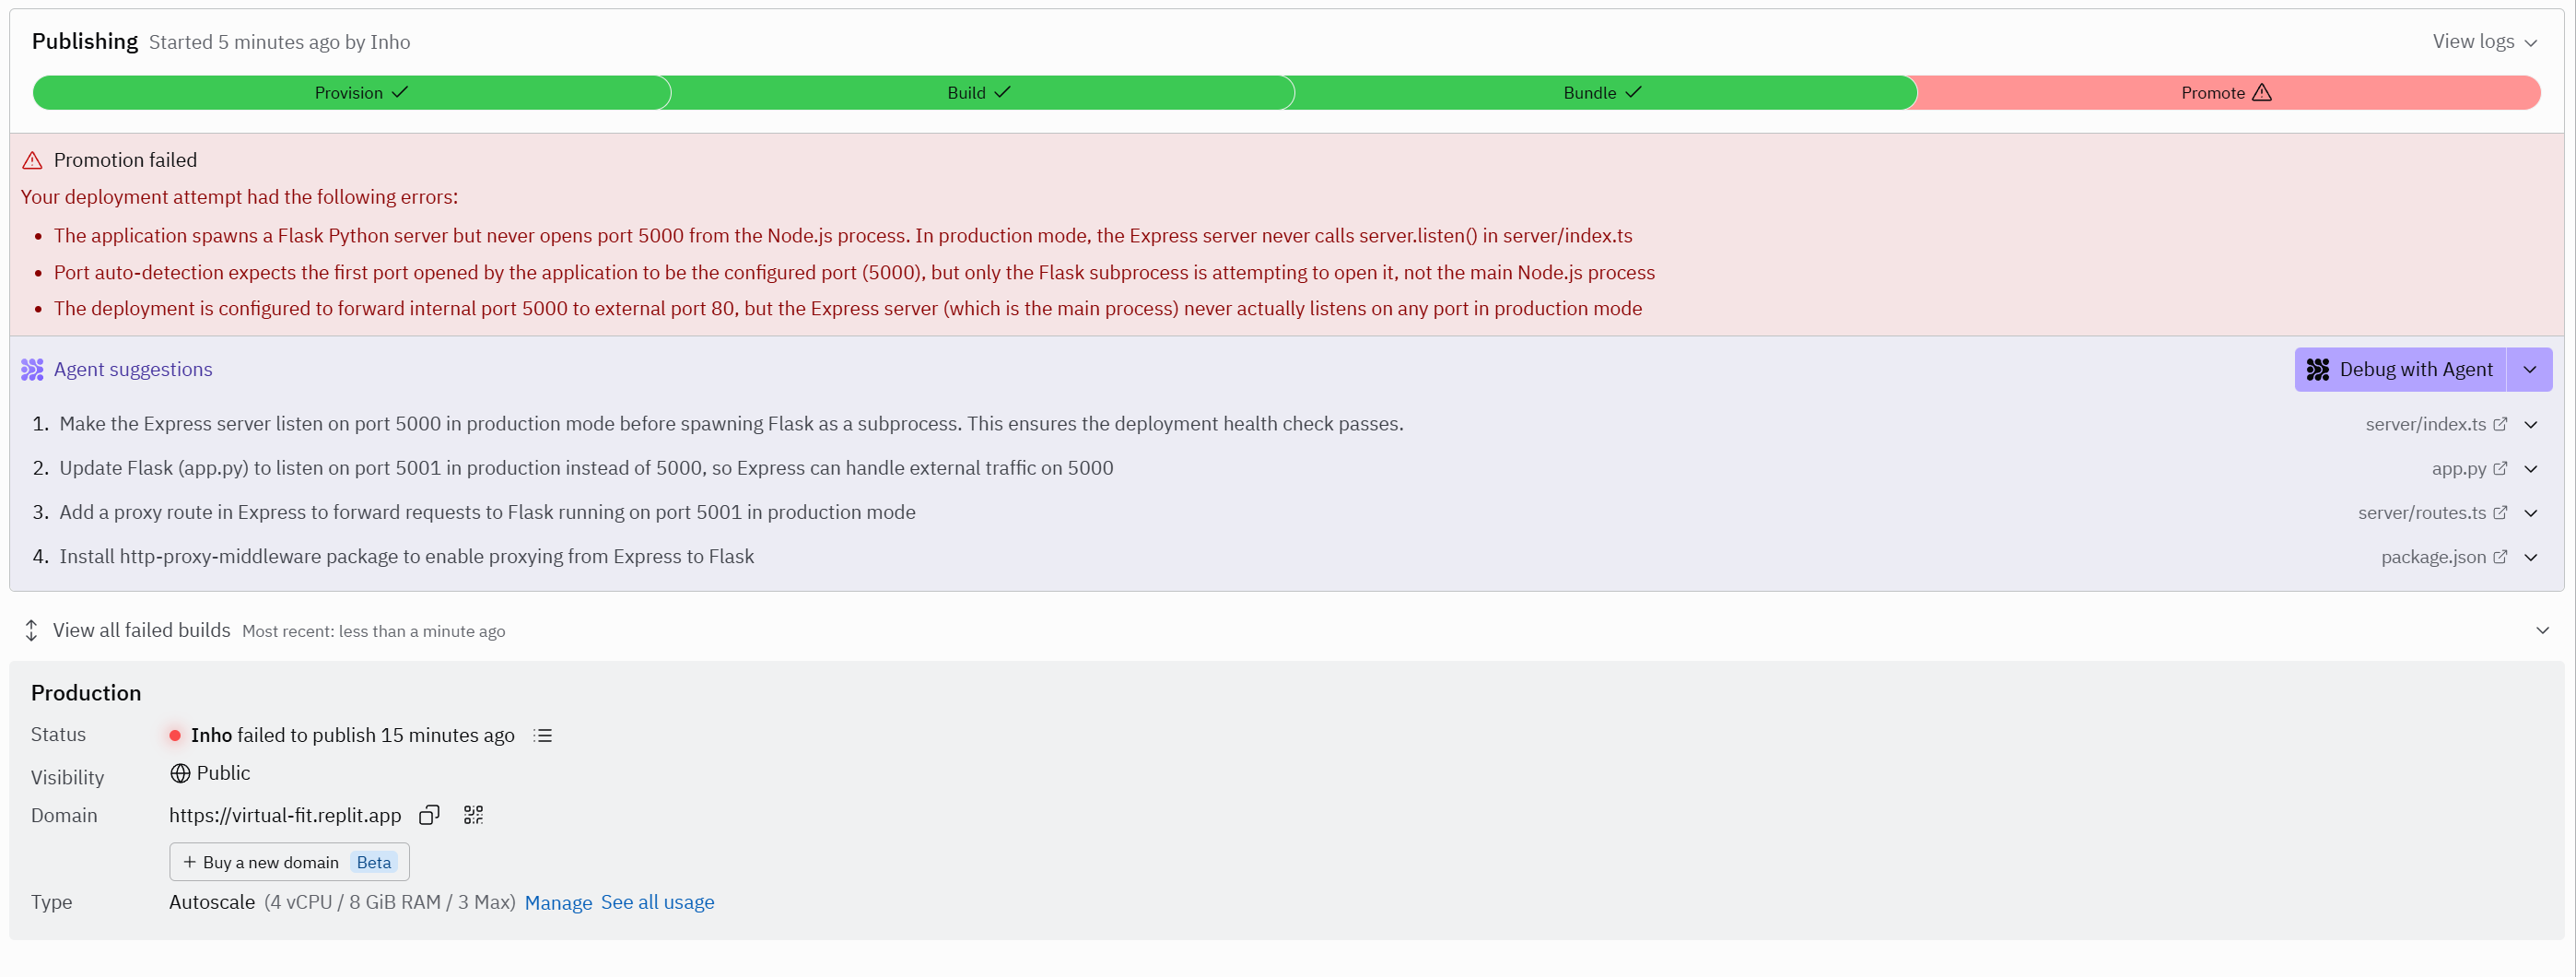 Publishing Started 5 minutes ago by Inho View logs
Provision Build Bundle Promote
Promotion failed
Your deployment attempt had the following errors:
• The application spawns a Flask Python server but never opens port 5000 from the Node.js process. In production mode, the Express server never calls server.listen() in server/index.ts
• Port auto-detection expects the first port opened by the application to be the configured port (5000), but only the Flask subprocess is attempting to open it, not the main Node.js process
• The deployment is configured to forward internal port 5000 to external port 80, but the Express server (which is the main process) never actually listens on any port in production mode
Agent suggestions Debug with Agent
1. Make the Express server listen on port 5000 in production mode before spawning Flask as a subprocess. This ensures the deployment health check passes. server/index.ts
2. Update Flask (app.py) to listen on port 5001 in production instead of 5000, so Express can handle external traffic on 5000 app.py
3. Add a proxy route in Express to forward requests to Flask running on port 5001 in production mode server/routes.ts
4. Install http-proxy-middleware package to enable proxying from Express to Flask package.json
View all failed builds Most recent: less than a minute ago
Production
Status Inho failed to publish 15 minutes ago
Visibility Public
Domain https://virtual-fit.replit.app
+ Buy a new domain Beta
Type Autoscale (4 vCPU / 8 GiB RAM / 3 Max) Manage See all usage